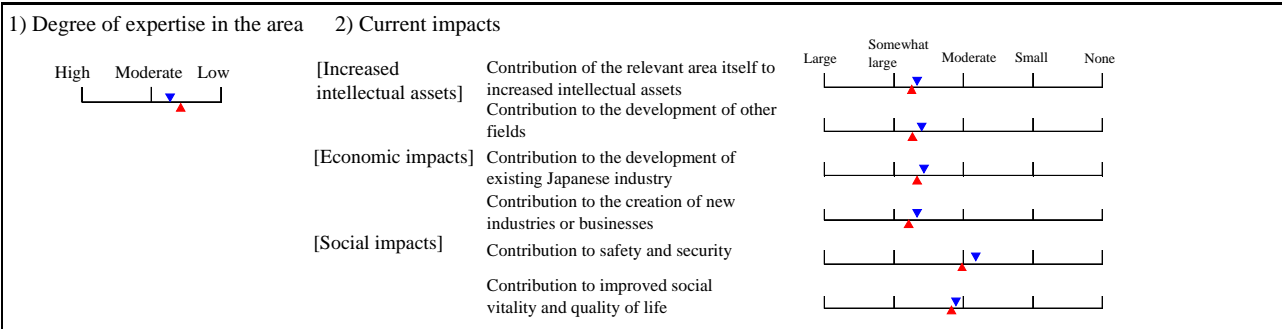 1) Degree of expertise in the area 2) Current impacts
High Moderate Low
[Increased
intellectual assets]
Contribution of the relevant area itself to
increased intellectual assets
Large Somewhat
large Moderate Small None
Contribution to the development of other
fields
[Economic impacts]
Contribution to the development of
existing Japanese industry
Contribution to the creation of new
industries or businesses
[Social impacts]
Contribution to safety and security
Contribution to improved social
vitality and quality of life